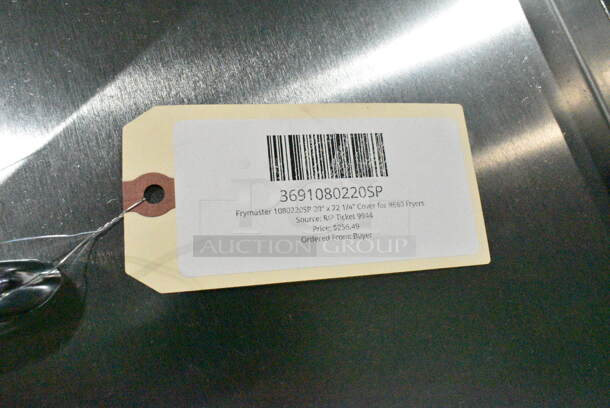 3691080220SP
Frymaster 1080220SP 20" x 22 1/4" Cover for RE80 Fryers
Source: R/P Ticket 9944
Price: $256.49
Ordered From: Buyer
AUCTION GROUP